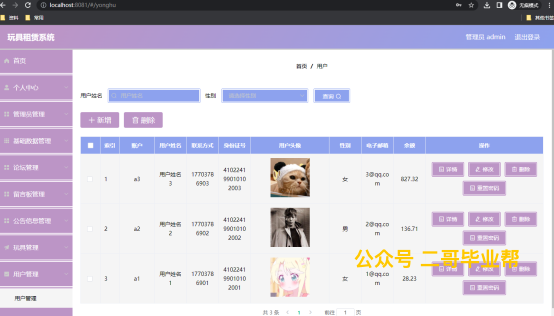 localhost:8081/#/yonghu
无痕模式
资料
常用
其他书签
玩具租赁系统
管理员 admin
退出登录
首页
个人中心
管理员管理
基础数据管理
论坛管理
留言板管理
公告信息管理
玩具管理
用户管理
用户管理
首页 / 用户
用户姓名 用户姓名 性别 查询
新增 删除
索引 账户 用户姓名 联系方式 身份证号 用户头像 性别 电子邮箱 余额 操作
1 a3 用户姓名3 17703786903 410224199010102003 女 3@qq.com 827.32 详情 修改 删除
重置密码
2 a2 用户姓名2 17703786902 410224199010102002 男 2@qq.com 136.71 详情 修改 删除
重置密码
3 a1 用户姓名1 17703786901 410224199010102001 女 1@qq.com 28.23 详情 修改 删除
重置密码
公众号 二哥毕业帮
共 3 条 1 前往 1 页